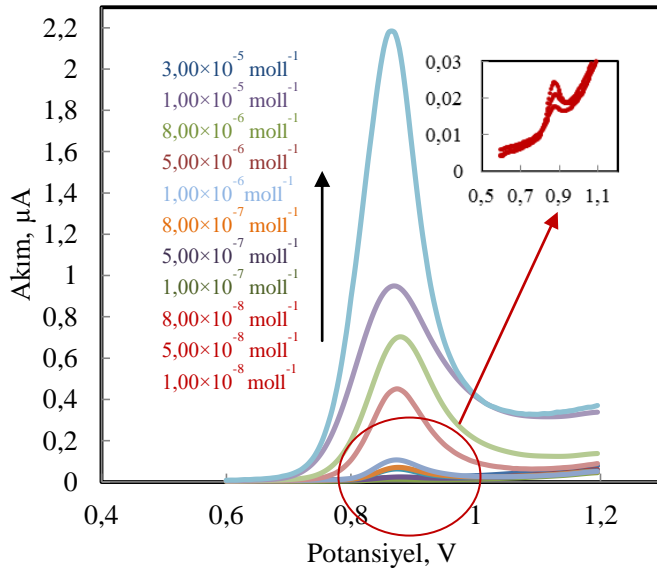 2,2
2
1,8
1,6
1,4
1,2
1
0,8
0,6
0,4
0,2
0
Akım, µA
3,00×10⁻⁵ moll⁻¹
1,00×10⁻⁵ moll⁻¹
8,00×10⁻⁶ moll⁻¹
5,00×10⁻⁶ moll⁻¹
1,00×10⁻⁶ moll⁻¹
8,00×10⁻⁷ moll⁻¹
5,00×10⁻⁷ moll⁻¹
1,00×10⁻⁷ moll⁻¹
8,00×10⁻⁸ moll⁻¹
5,00×10⁻⁸ moll⁻¹
1,00×10⁻⁸ moll⁻¹
0,03
0,02
0,01
0
0,5 0,7 0,9 1,1
0,4 0,6 0,8 1 1,2
Potansiyel, V